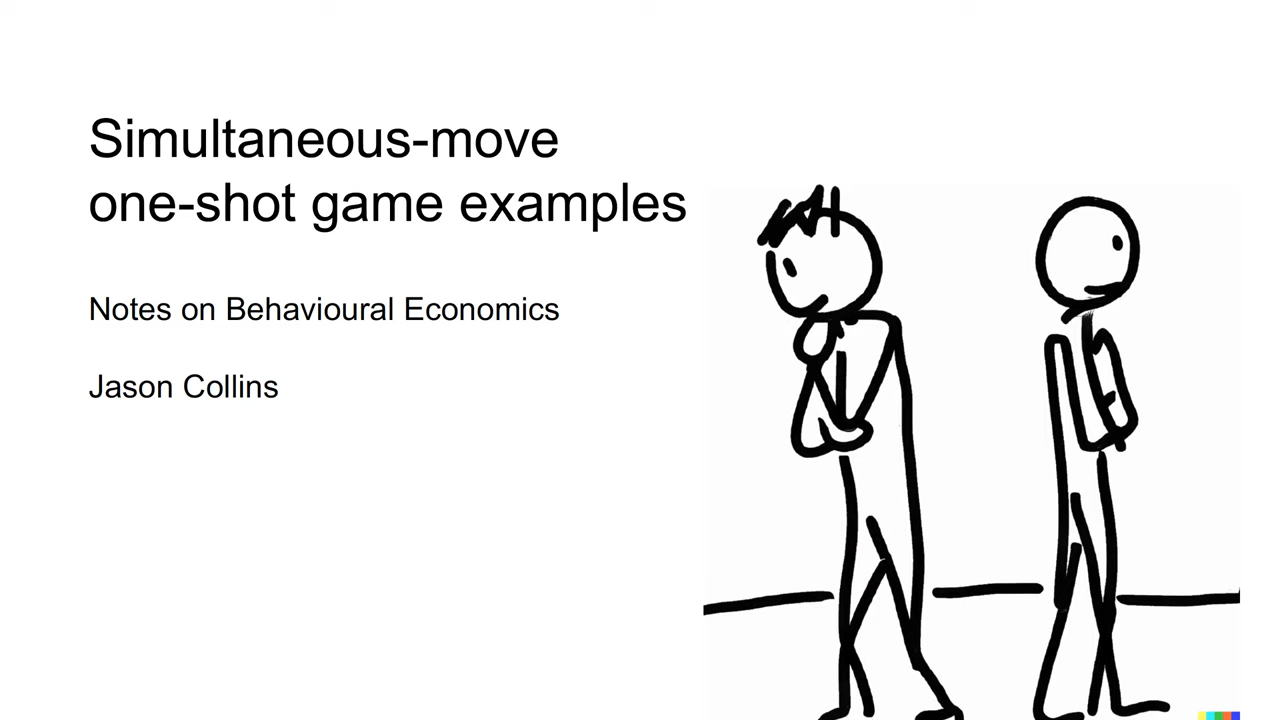 Simultaneous-move
one-shot game examples
Notes on Behavioural Economics
Jason Collins